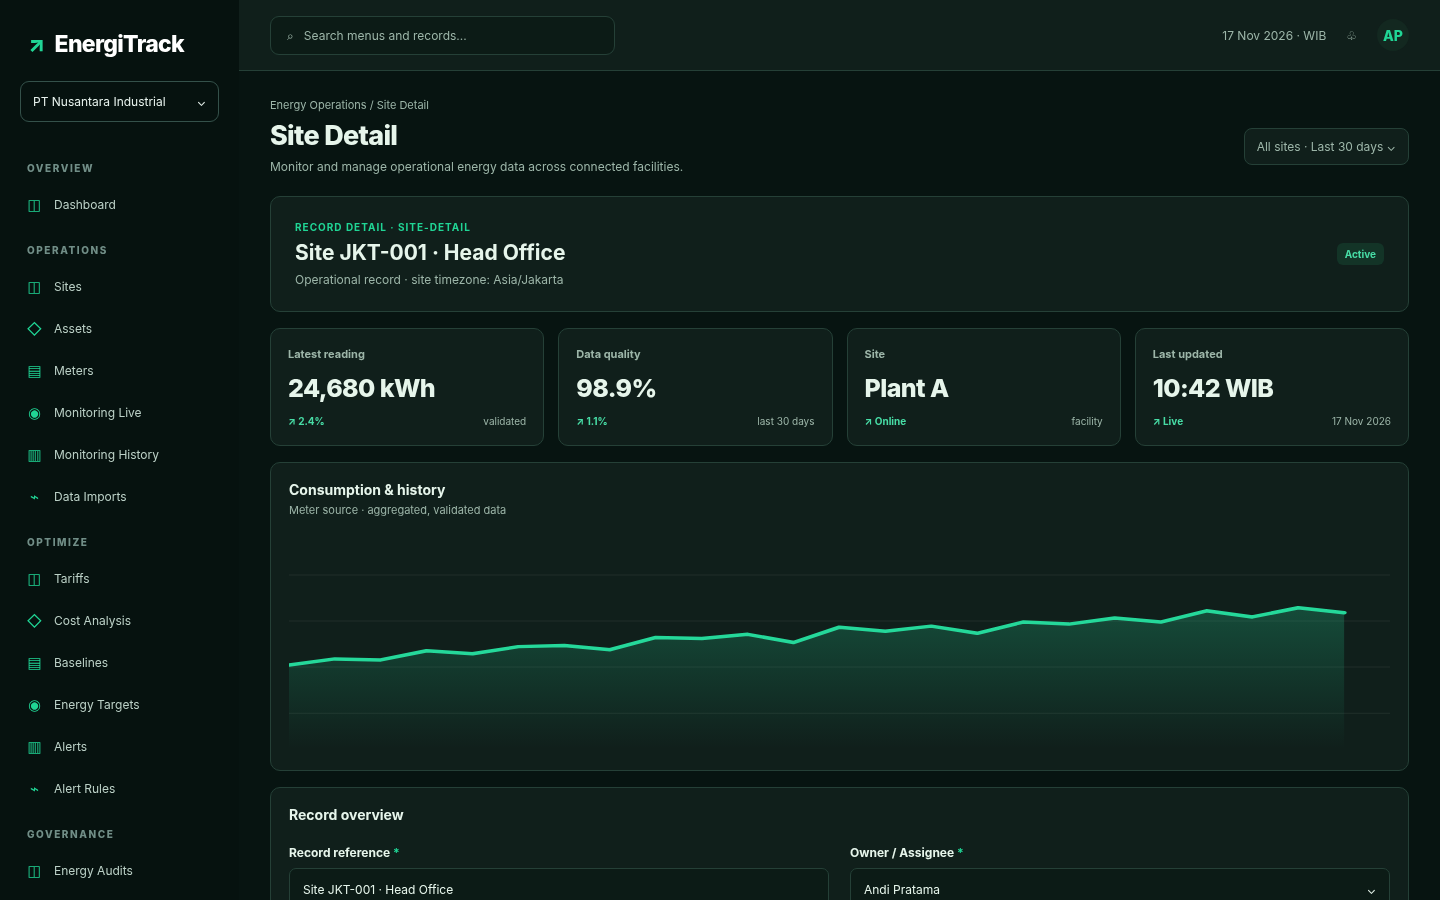 EnergiTrack
PT Nusantara Industrial
OVERVIEW
Dashboard
OPERATIONS
Sites
Assets
Meters
Monitoring Live
Monitoring History
Data Imports
OPTIMIZE
Tariffs
Cost Analysis
Baselines
Energy Targets
Alerts
Alert Rules
GOVERNANCE
Energy Audits
Search menus and records...
17 Nov 2026 · WIB
AP
Energy Operations / Site Detail
Site Detail
Monitor and manage operational energy data across connected facilities.
All sites · Last 30 days
RECORD DETAIL · SITE-DETAIL
Site JKT-001 · Head Office
Operational record · site timezone: Asia/Jakarta
Active
Latest reading
24,680 kWh
↗ 2.4% validated
Data quality
98.9%
↗ 1.1% last 30 days
Site
Plant A
↗ Online facility
Last updated
10:42 WIB
↗ Live 17 Nov 2026
Consumption & history
Meter source · aggregated, validated data
Record overview
Record reference *
Site JKT-001 · Head Office
Owner / Assignee *
Andi Pratama